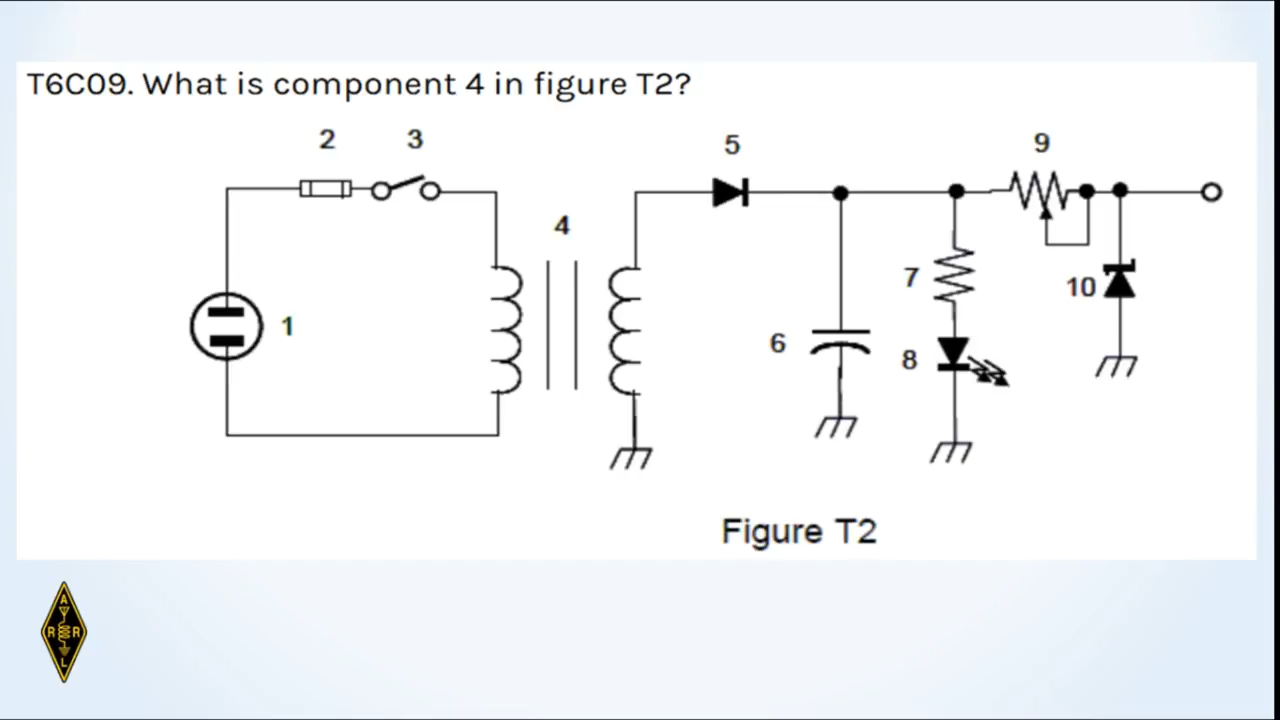 T6C09. What is component 4 in figure T2?
2 3 5 9
4
7 10
1
6 8
Figure T2
A
R R
L